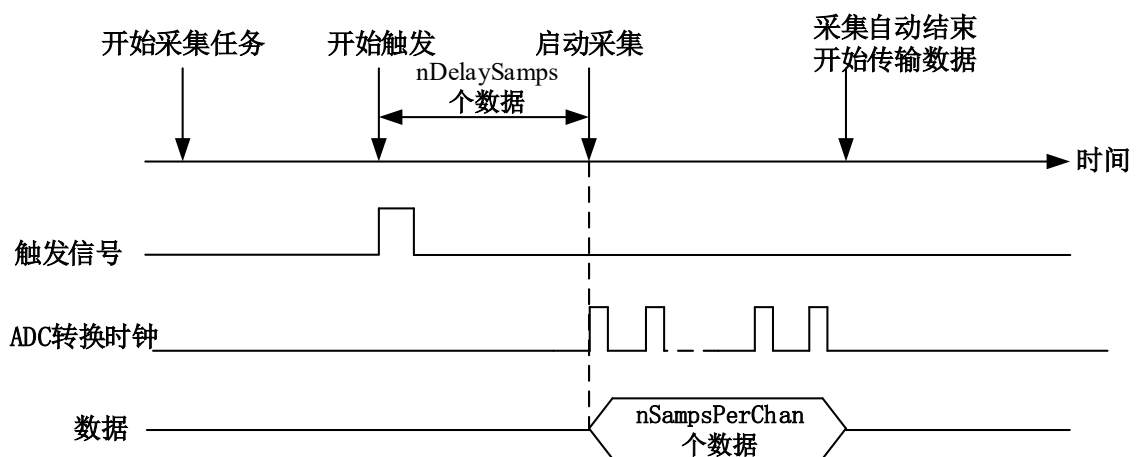 采集自动结束
开始采集任务 开始触发 启动采集 开始传输数据
nDelaySamps
个数据
时间
触发信号
ADC转换时钟
数据
nSampsPerChan
个数据